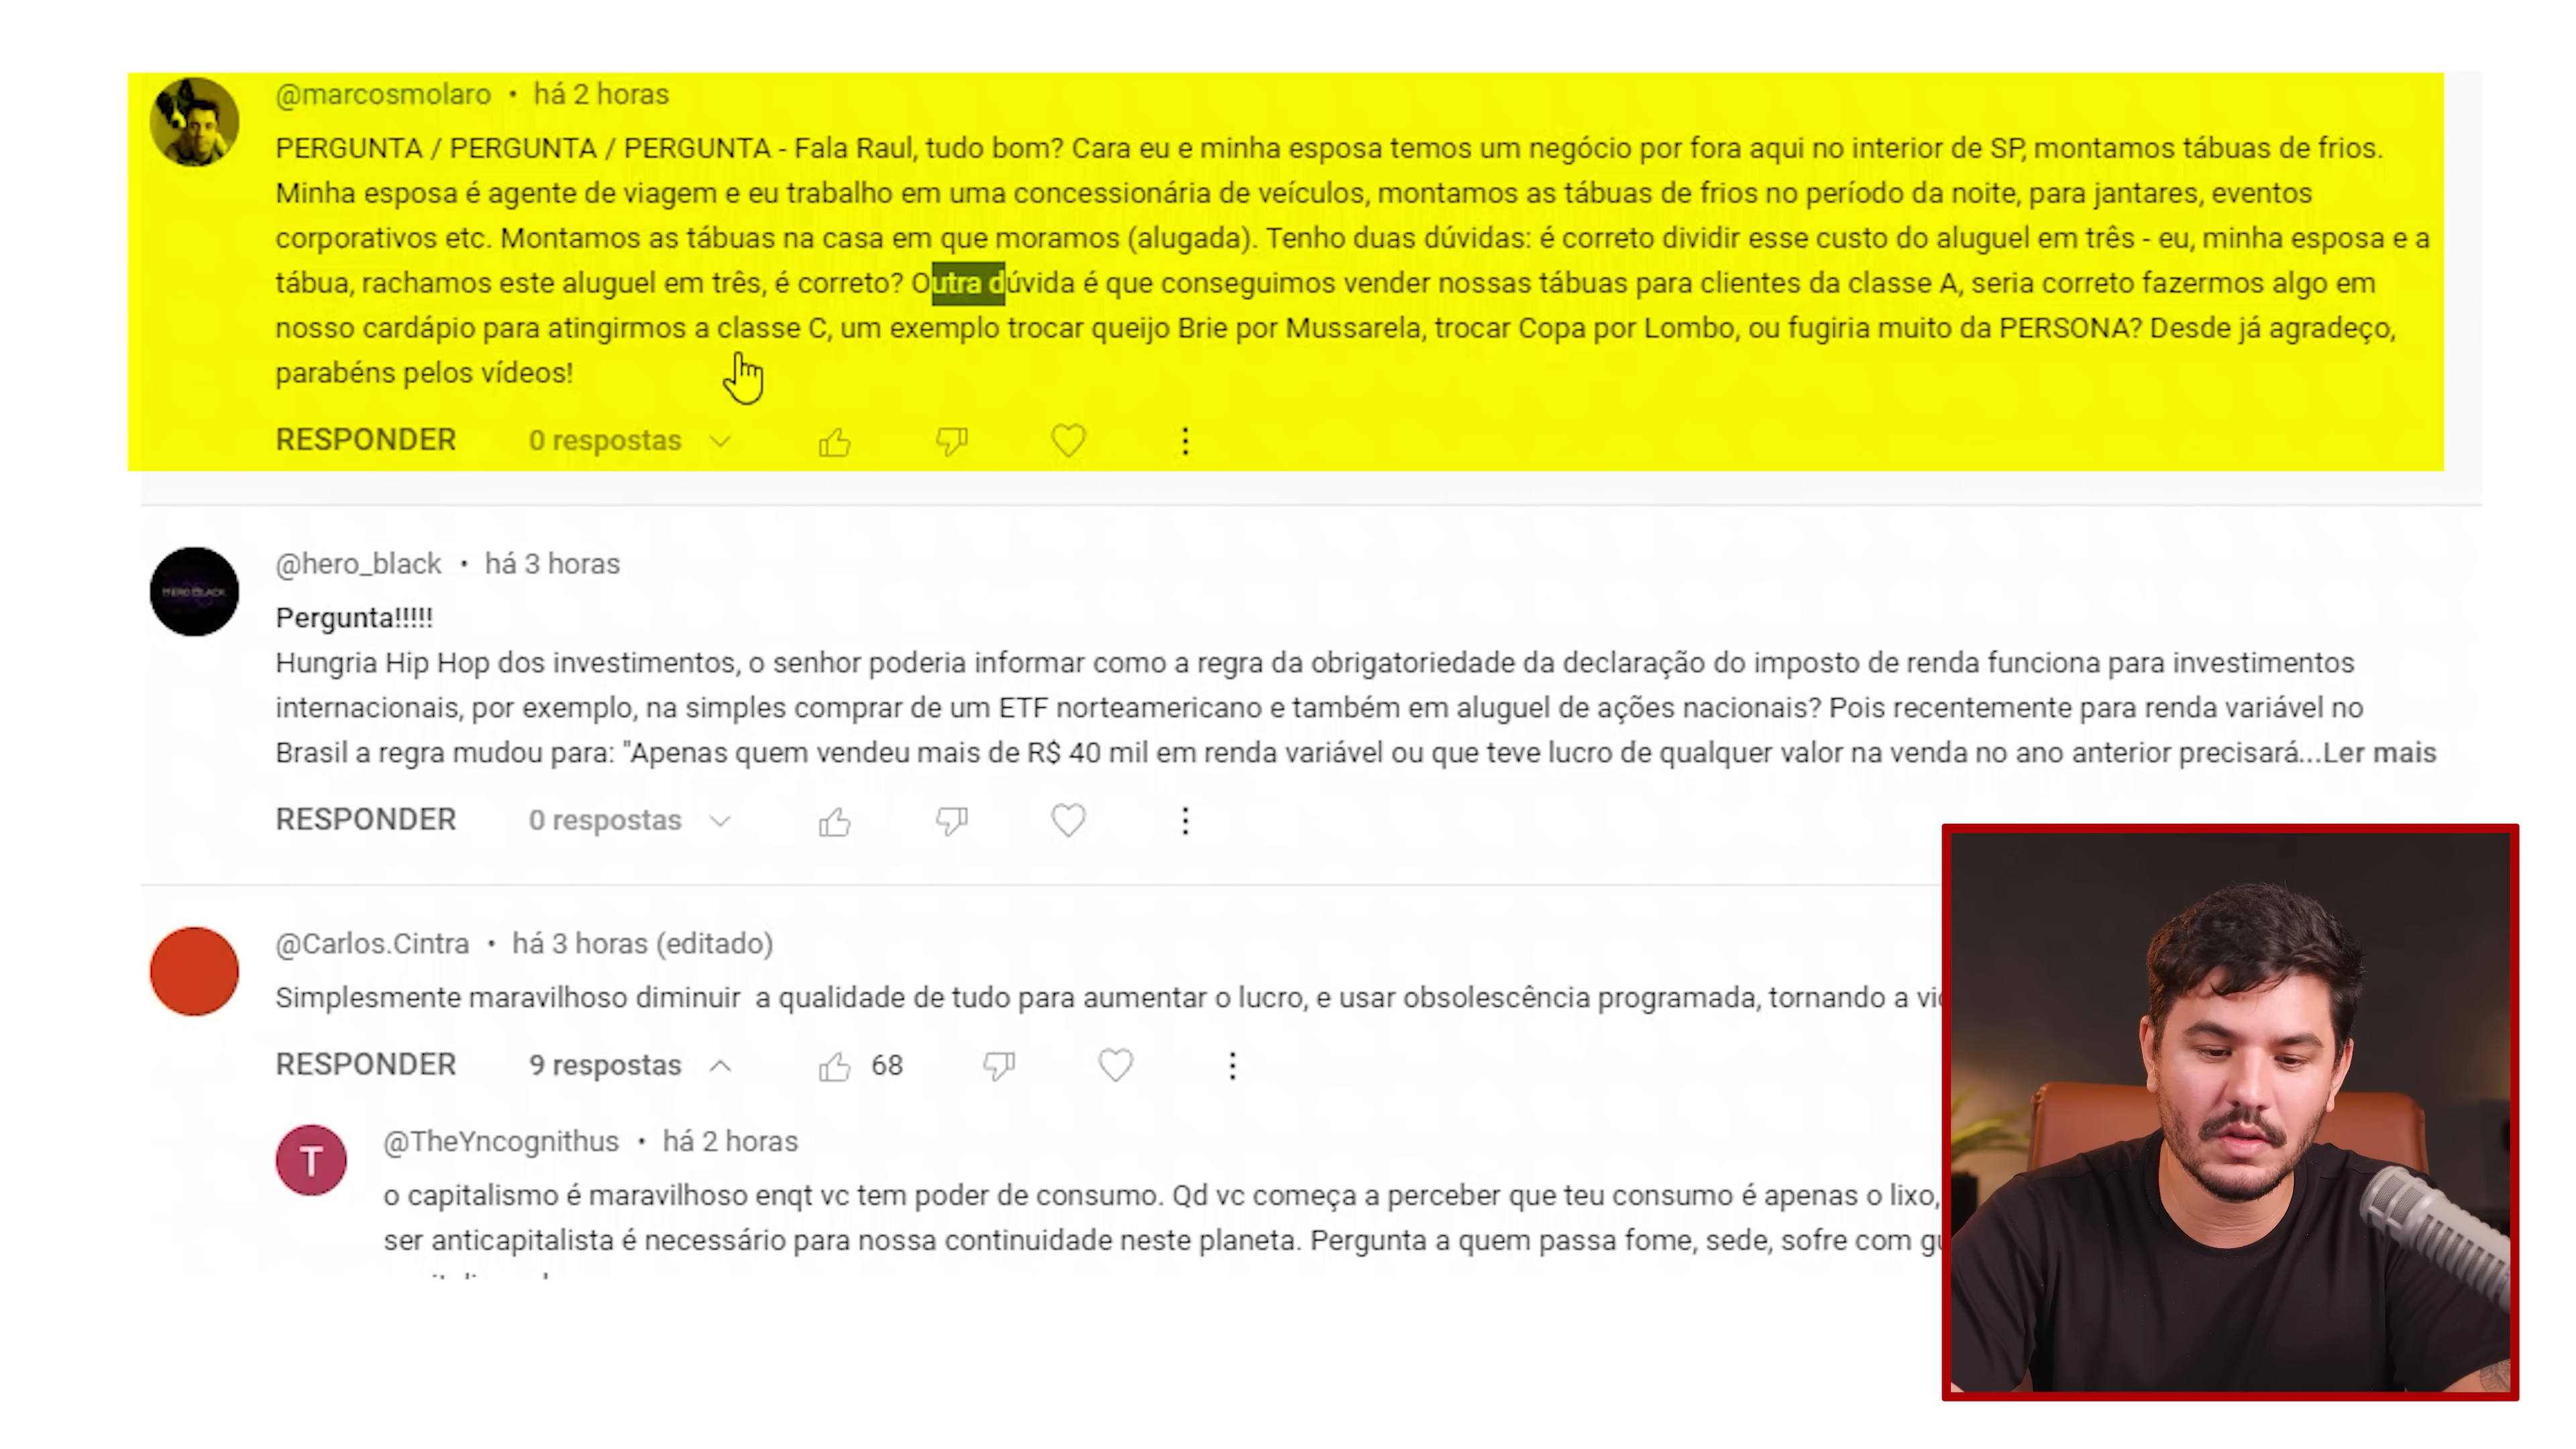 @marcosmolaro • há 2 horas
PERGUNTA / PERGUNTA / PERGUNTA - Fala Raul, tudo bom? Cara eu e minha esposa temos um negócio por fora aqui no interior de SP, montamos tábuas de frios.
Minha esposa é agente de viagem e eu trabalho em uma concessionária de veículos, montamos as tábuas de frios no período da noite, para jantares, eventos
corporativos etc. Montamos as tábuas na casa em que moramos (alugada). Tenho duas dúvidas: é correto dividir esse custo do aluguel em três - eu, minha esposa e a
tábua, rachamos este aluguel em três, é correto? Outra dúvida é que conseguimos vender nossas tábuas para clientes da classe A, seria correto fazermos algo em
nosso cardápio para atingirmos a classe C, um exemplo trocar queijo Brie por Mussarela, trocar Copa por Lombo, ou fugiria muito da PERSONA? Desde já agradeço,
parabéns pelos vídeos!
RESPONDER 0 respostas
@hero_black • há 3 horas
HERO BLACK
Pergunta!!!!!
Hungria Hip Hop dos investimentos, o senhor poderia informar como a regra da obrigatoriedade da declaração do imposto de renda funciona para investimentos
internacionais, por exemplo, na simples comprar de um ETF norteamericano e também em aluguel de ações nacionais? Pois recentemente para renda variável no
Brasil a regra mudou para: "Apenas quem vendeu mais de R$ 40 mil em renda variável ou que teve lucro de qualquer valor na venda no ano anterior precisará...Ler mais
RESPONDER 0 respostas
@Carlos.Cintra • há 3 horas (editado)
Simplesmente maravilhoso diminuir a qualidade de tudo para aumentar o lucro, e usar obsolescência programada, tornando a
RESPONDER 9 respostas 68
T
@TheYncognithus • há 2 horas
o capitalismo é maravilhoso enqt vc tem poder de consumo. Qd vc começa a perceber que teu consumo é apenas o lixo,
ser anticapitalista é necessário para nossa continuidade neste planeta. Pergunta a quem passa fome, sede, sofre com